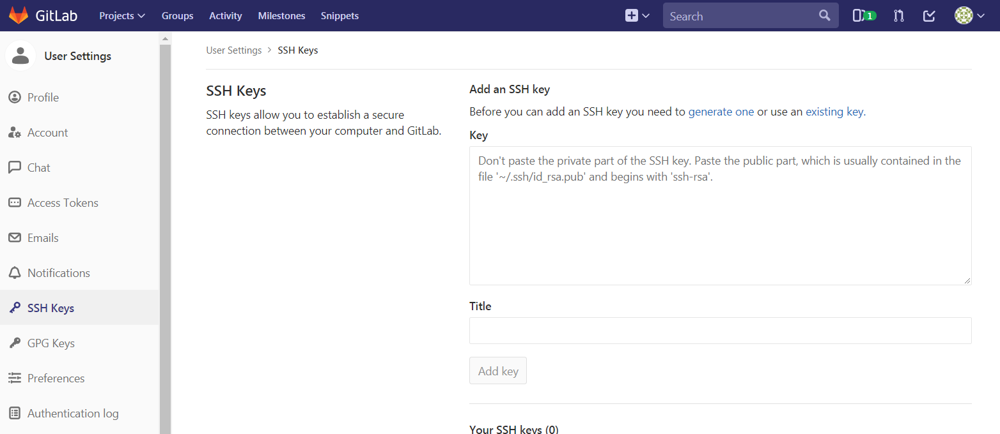 GitLab Projects Groups Activity Milestones Snippets Search 1
User Settings
Profile
Account
Chat
Access Tokens
Emails
Notifications
SSH Keys
GPG Keys
Preferences
Authentication log
User Settings > SSH Keys
SSH Keys
SSH keys allow you to establish a secure
connection between your computer and GitLab.
Add an SSH key
Before you can add an SSH key you need to generate one or use an existing key.
Key
Don't paste the private part of the SSH key. Paste the public part, which is usually contained in the
file '~/.ssh/id_rsa.pub' and begins with 'ssh-rsa'.
Title
Add key
Your SSH keys (0)